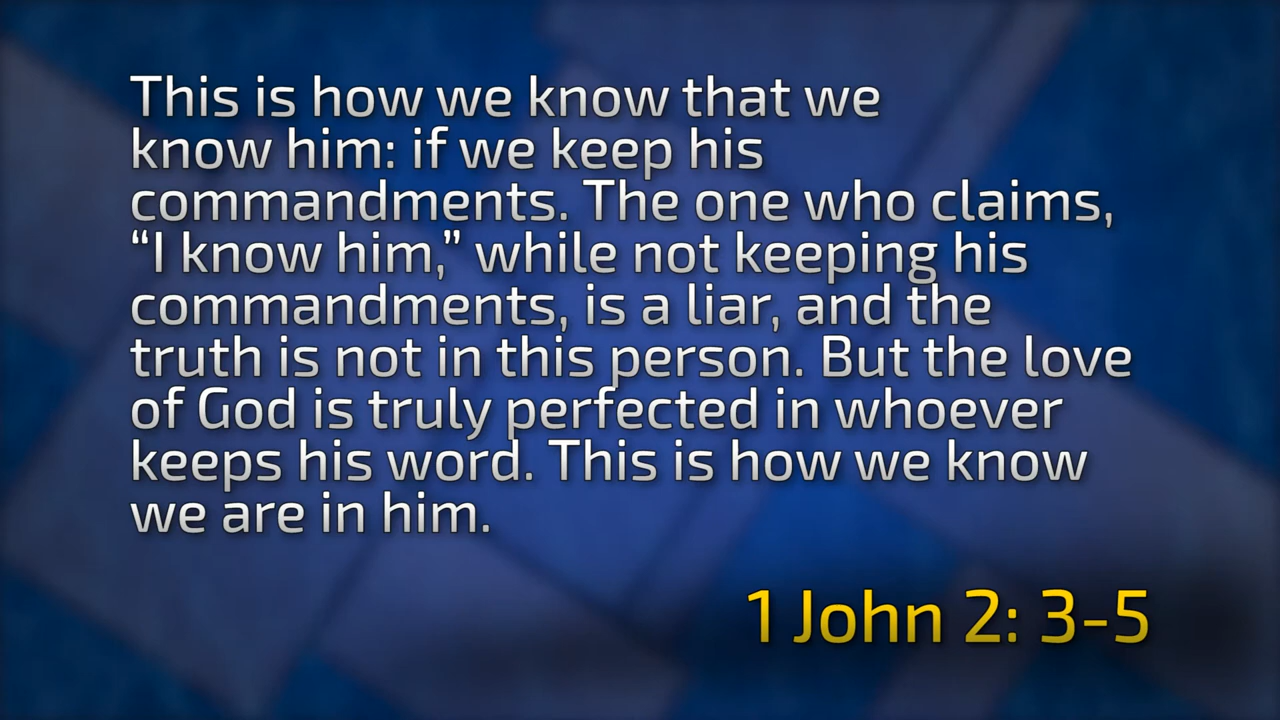 This is how we know that we
know him: if we keep his
commandments. The one who claims,
“I know him,” while not keeping his
commandments, is a liar, and the
truth is not in this person. But the love
of God is truly perfected in whoever
keeps his word. This is how we know
we are in him.
1 John 2: 3-5